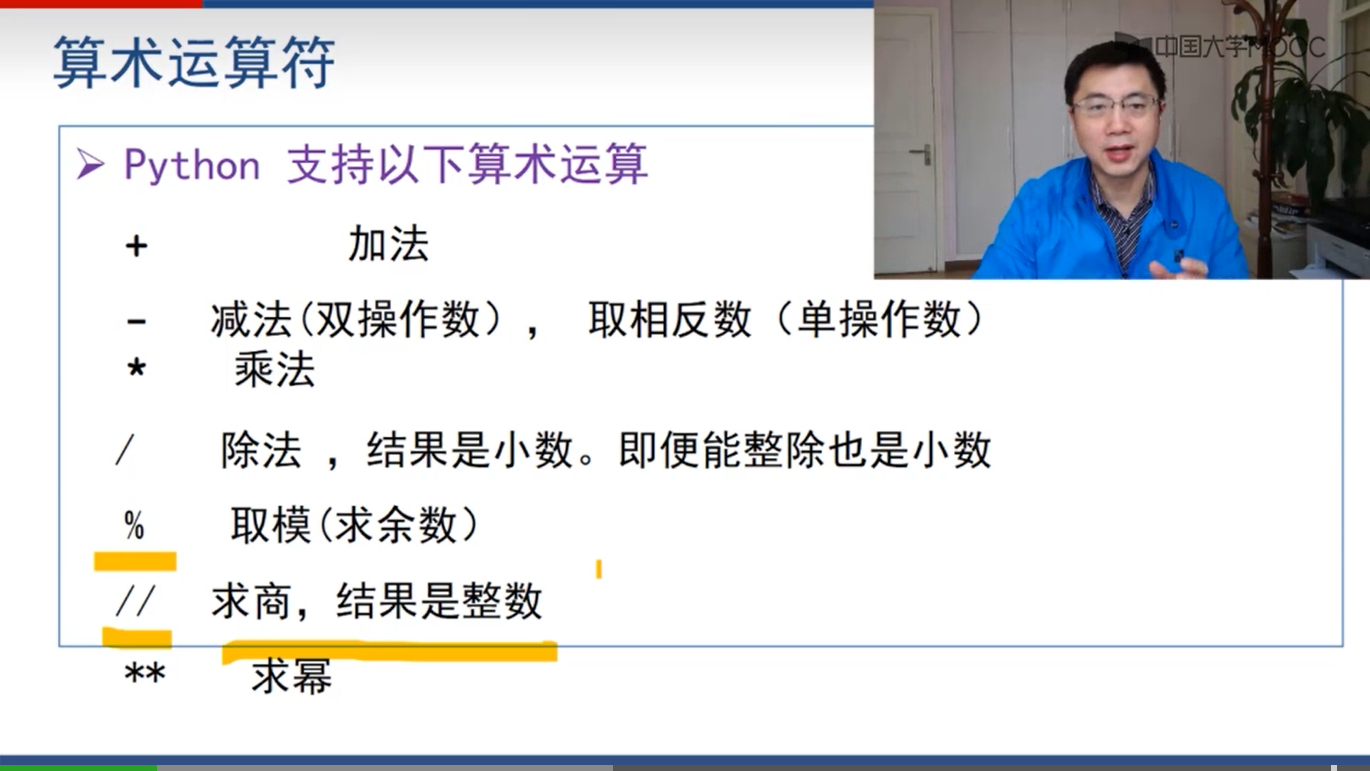 算术运算符
中国大学MOOC
Python 支持以下算术运算
+ 加法
- 减法(双操作数), 取相反数(单操作数)
* 乘法
/ 除法 ,结果是小数。即便能整除也是小数
% 取模(求余数)
// 求商,结果是整数
** 求幂